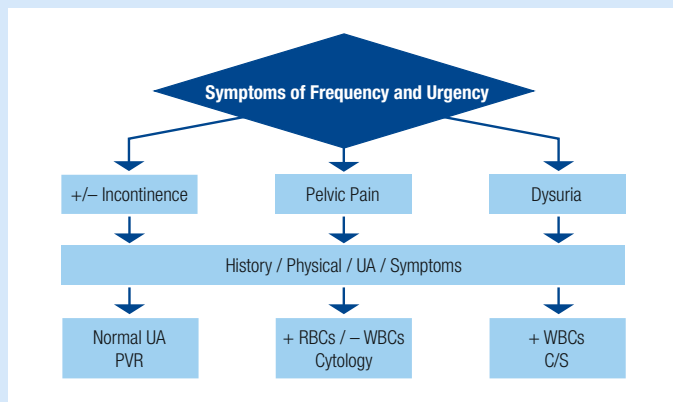 Symptoms of Frequency and Urgency
+/– Incontinence
Pelvic Pain
Dysuria
History / Physical / UA / Symptoms
Normal UA
PVR
+ RBCs / – WBCs
Cytology
+ WBCs
C/S